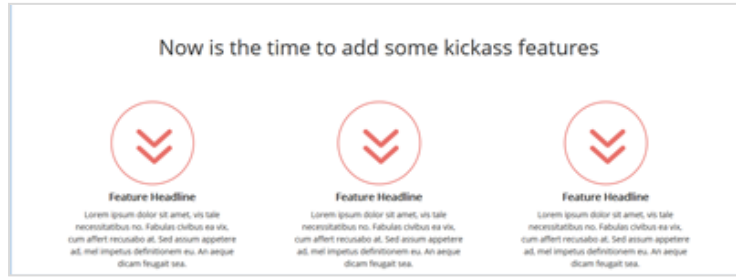 Now is the time to add some kickass features
Feature Headline
Lorem ipsum dolor sit amet, vis tale
necessitatibus no. Fabulas civibus ea vix,
cum affert recusabo at. Sed assum appetere
ad, mel impetus definitionem eu. An aeque
dicam feugait sea.
Feature Headline
Lorem ipsum dolor sit amet, vis tale
necessitatibus no. Fabulas civibus ea vix,
cum affert recusabo at. Sed assum appetere
ad, mel impetus definitionem eu. An aeque
dicam feugait sea.
Feature Headline
Lorem ipsum dolor sit amet, vis tale
necessitatibus no. Fabulas civibus ea vix,
cum affert recusabo at. Sed assum appetere
ad, mel impetus definitionem eu. An aeque
dicam feugait sea.